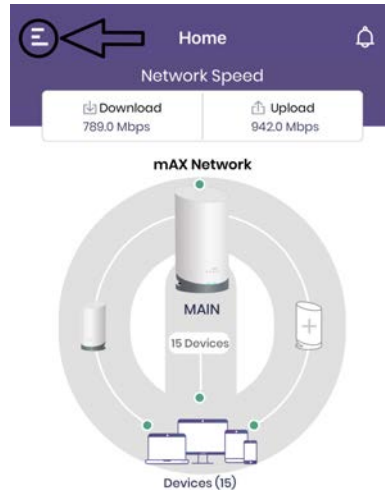 Home
Network Speed
Download
789.0 Mbps
Upload
942.0 Mbps
mAX Network
MAIN
15 Devices
Devices (15)